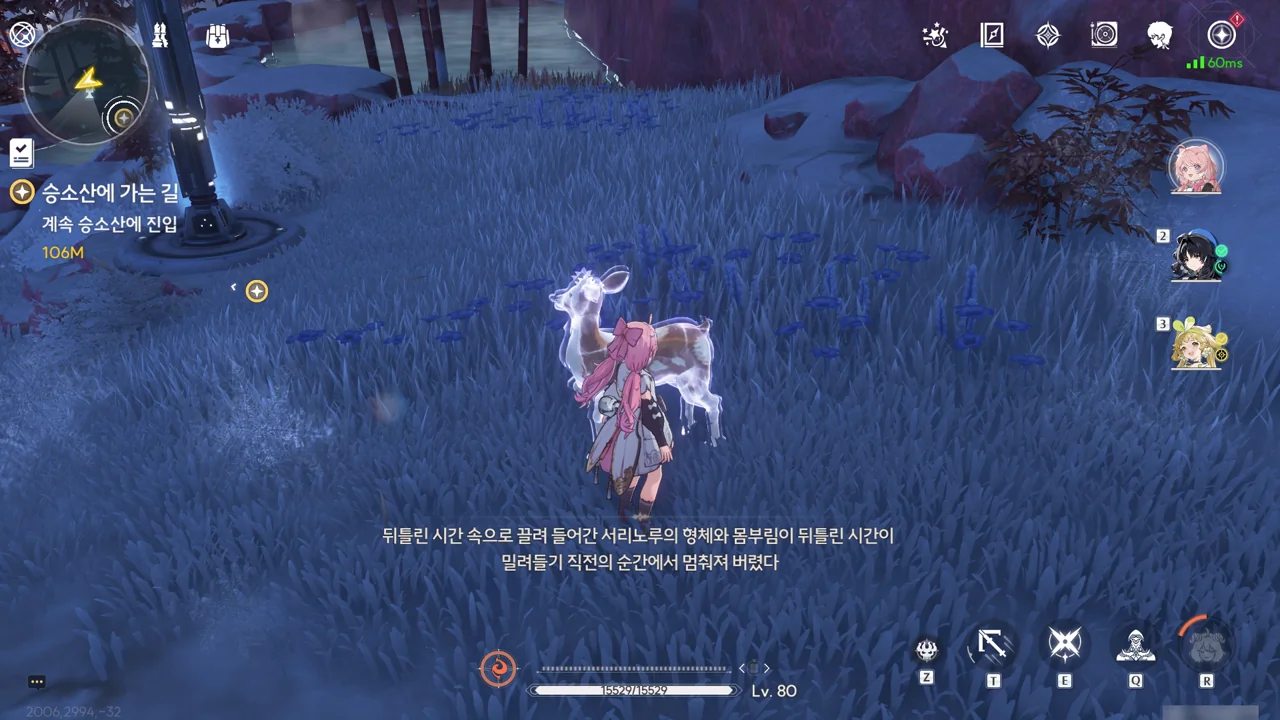 60ms
승소산에 가는 길
계속 승소산에 진입
106M
2
3
뒤틀린 시간 속으로 끌려 들어간 서리노루의 형체와 몸부림이 뒤틀린 시간이
밀려들기 직전의 순간에서 멈춰져 버렸다
15529/15529
Lv. 80
Z
T
E
Q
R
2006,2994,-32